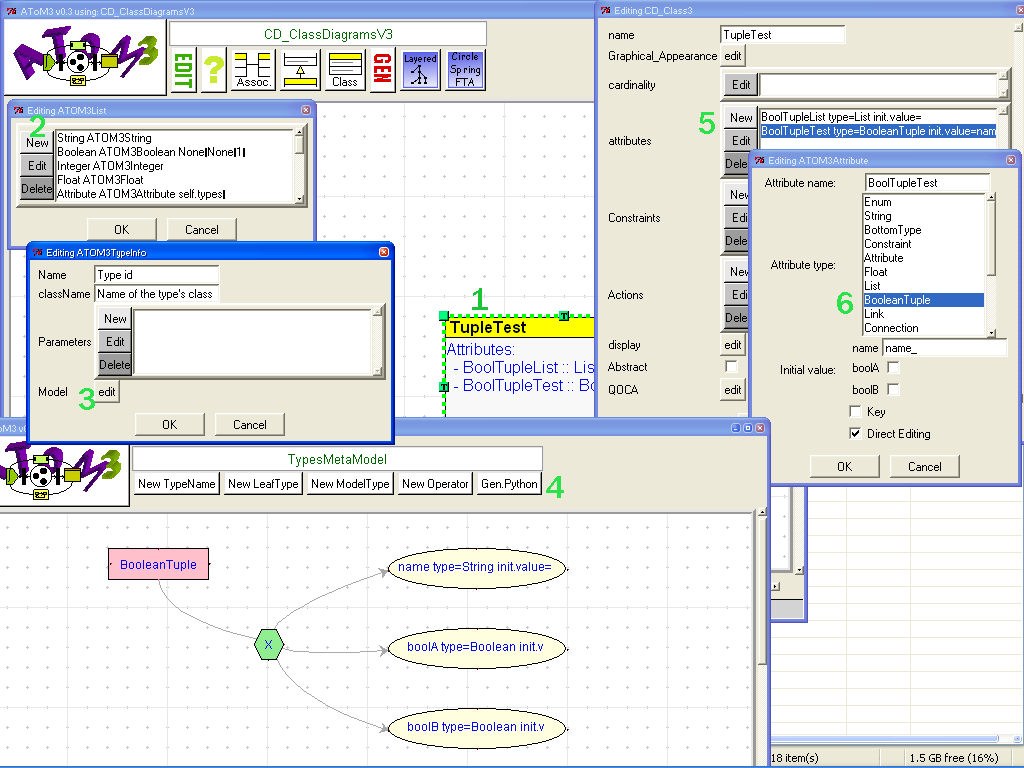 AToM3 v0.3 using: CD_ClassDiagramsV3
CD_ClassDiagramsV3
EDIT
?
Assoc.
Class
GEN
Layered
Circle
Spring
FTA
Editing ATOM3List
2
New
Edit
Delete
String ATOM3String
Boolean ATOM3Boolean None|None|1|
Integer ATOM3Integer
Float ATOM3Float
Attribute ATOM3Attribute self.types|
OK
Cancel
Editing ATOM3TypeInfo
Name
Type id
className
Name of the type's class
Parameters
New
Edit
Delete
Model
edit
3
OK
Cancel
1
TupleTest
Attributes:
- BoolTupleList :: Lis
- BoolTupleTest :: Bo
Editing CD_Class3
name
TupleTest
Graphical_Appearance
edit
cardinality
Edit
5
attributes
New
Edit
Dele
BoolTupleList type=List init.value=
BoolTupleTest type=BooleanTuple init.value=nam
Constraints
Nev
Edi
Dele
Actions
Nev
Edi
Dele
display
edit
Abstract
QOCA
edit
Editing ATOM3Attribute
Attribute name:
BoolTupleTest
Attribute type:
Enum
String
BottomType
Constraint
Attribute
Float
List
BooleanTuple
Link
Connection
6
Initial value:
name
name_
boolA
boolB
Key
Direct Editing
OK
Cancel
oM3 v0
TypesMetaModel
New TypeName
New LeafType
New ModelType
New Operator
Gen.Python
4
BooleanTuple
X
name type=String init.value=
boolA type=Boolean init.v
boolB type=Boolean init.v
18 item(s)
1.5 GB free (16%)